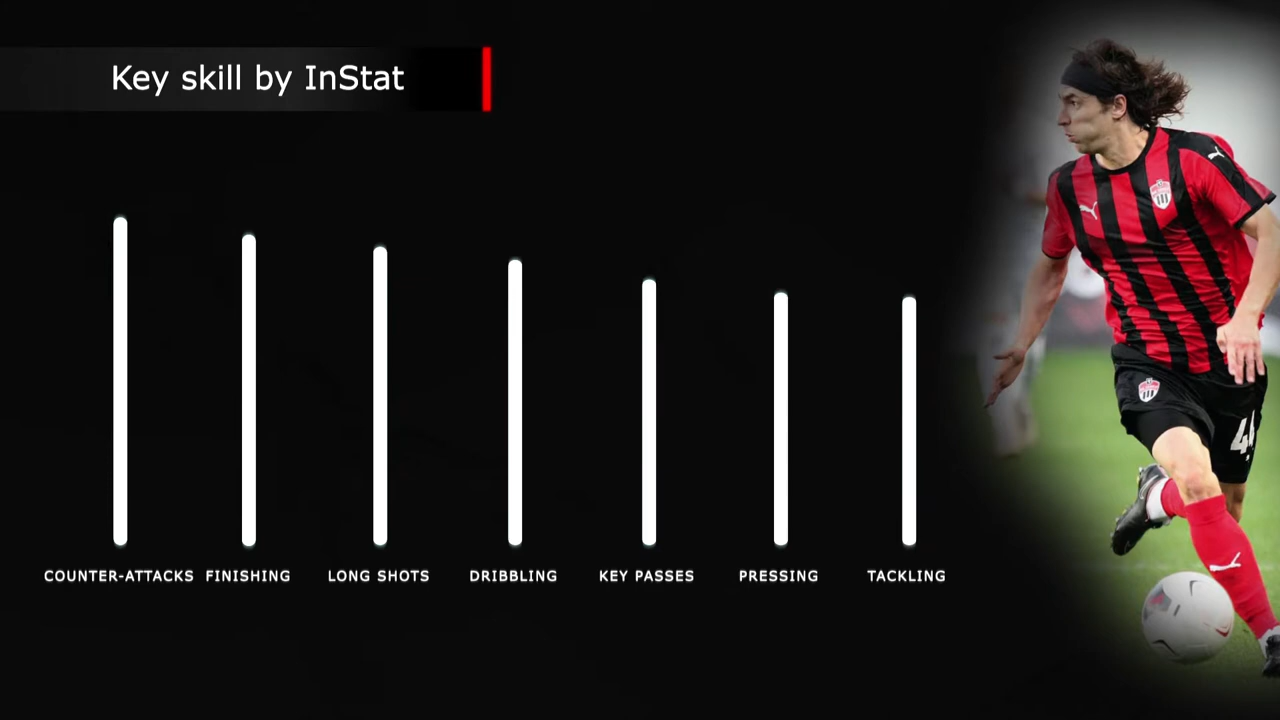 Key skill by InStat
COUNTER-ATTACKS FINISHING LONG SHOTS DRIBBLING KEY PASSES PRESSING TACKLING